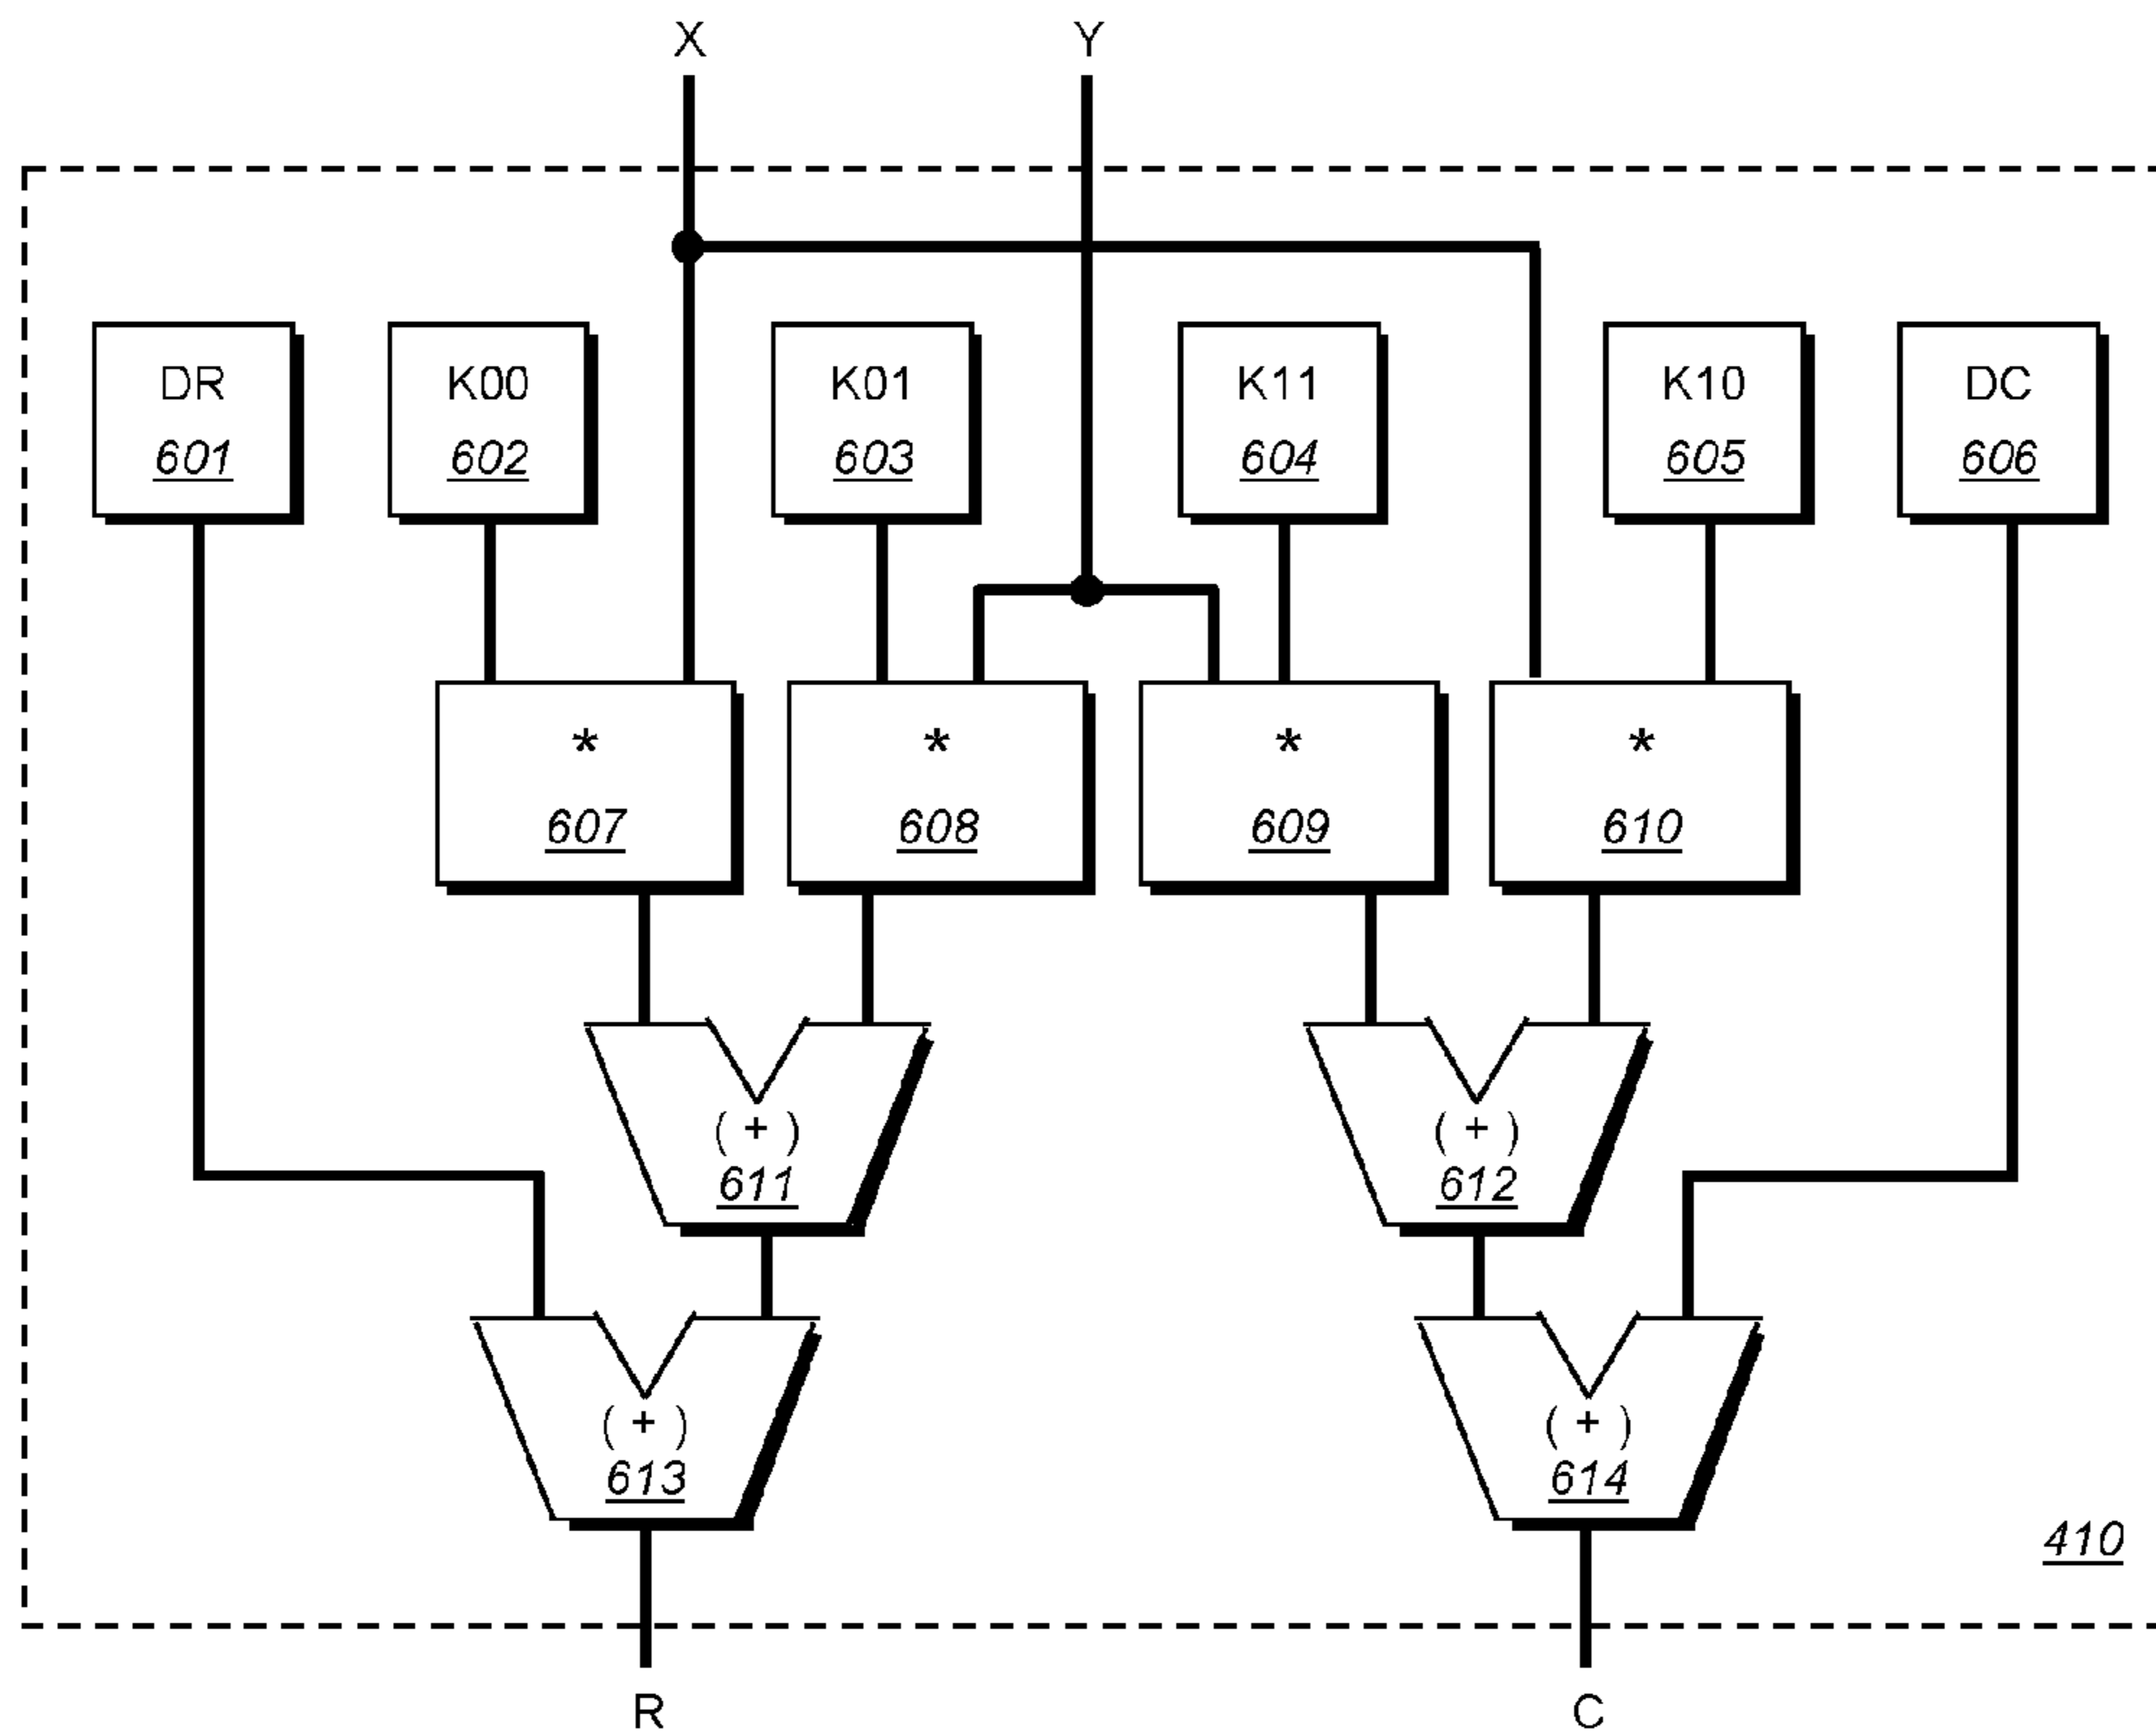 X Y
DR K00 K01 K11 K10 DC
601 602 603 604 605 606
* * * *
607 608 609 610
( + ) ( + )
611 612
( + ) ( + )
613 614
410
R C